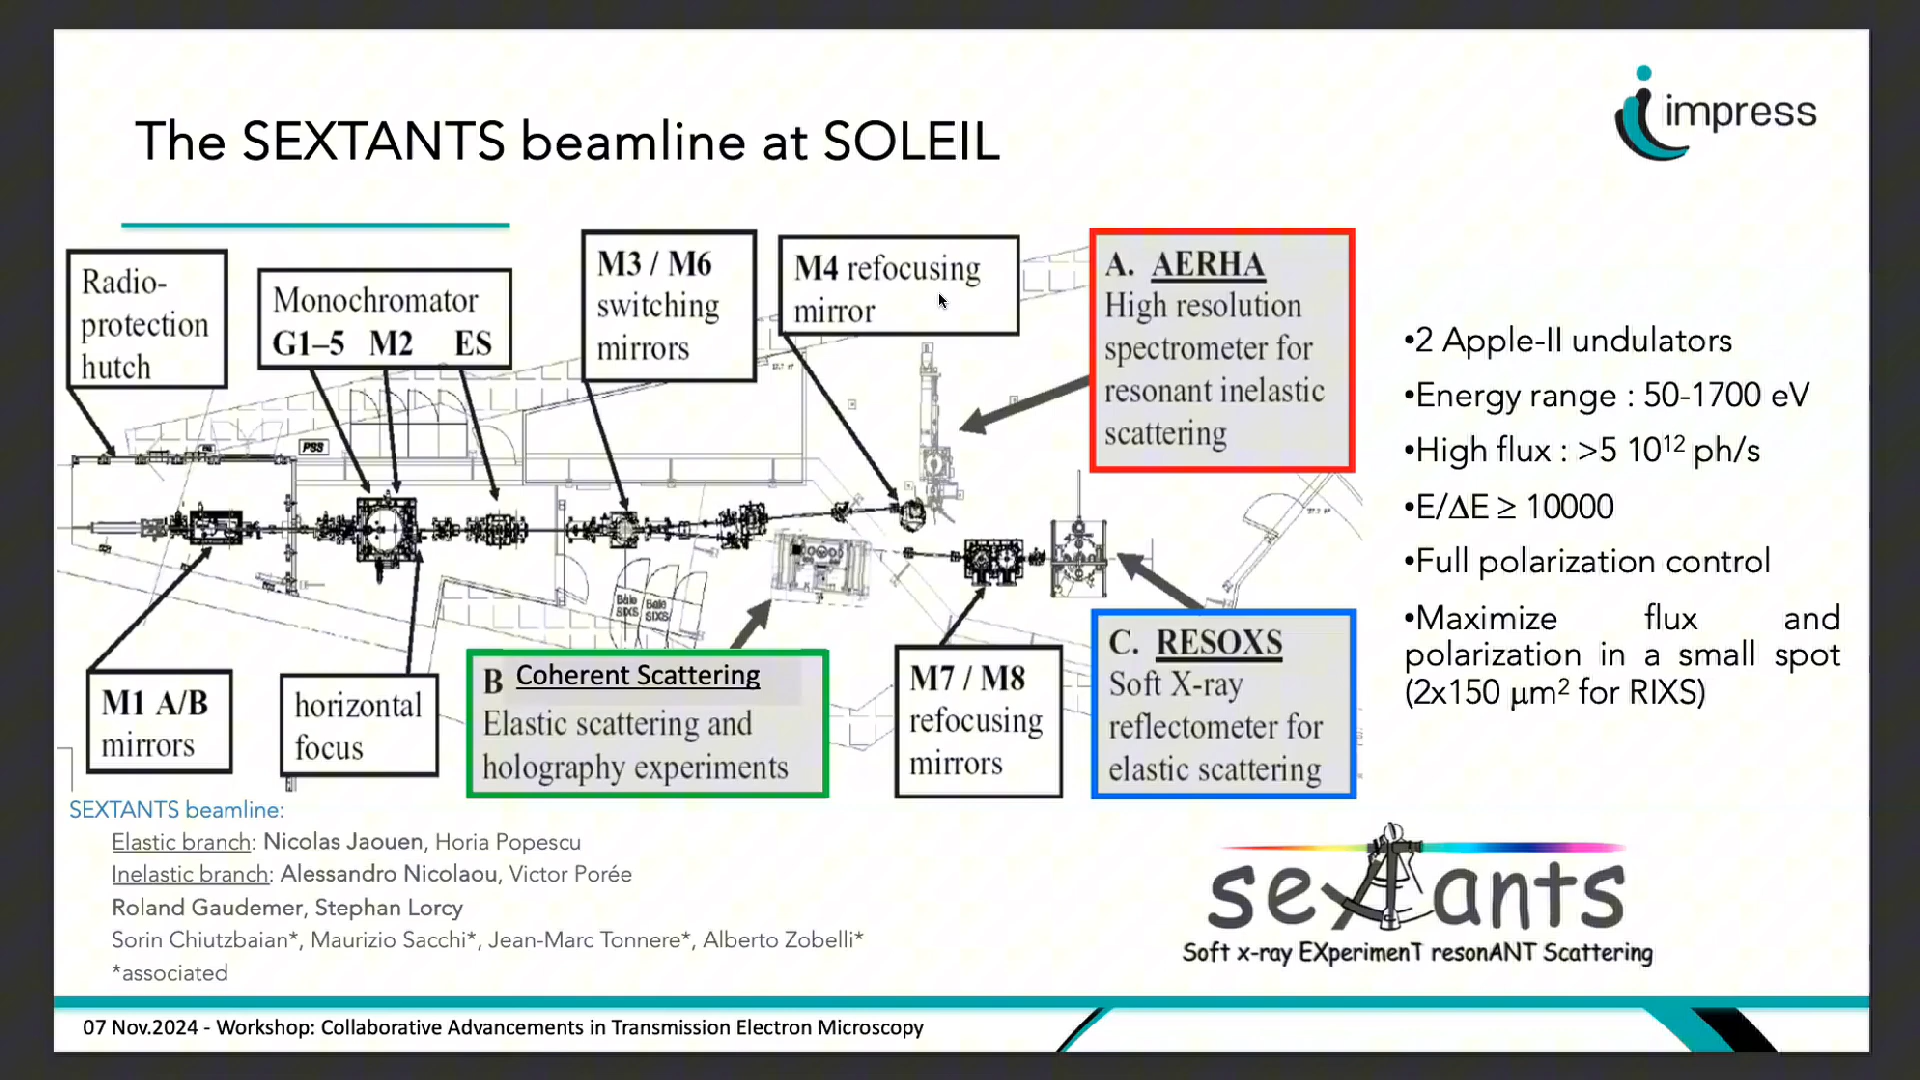 The SEXTANTS beamline at SOLEIL
impress
Radio-
protection
hutch
Monochromator
G1–5 M2 ES
M3 / M6
switching
mirrors
M4 refocusing
mirror
A. AERHA
High resolution
spectrometer for
resonant inelastic
scattering
PSS
Baie
SIXS
Baie
SIXS
M1 A/B
mirrors
horizontal
focus
B Coherent Scattering
Elastic scattering and
holography experiments
M7 / M8
refocusing
mirrors
C. RESOXS
Soft X-ray
reflectometer for
elastic scattering
•2 Apple-II undulators
•Energy range : 50-1700 eV
•High flux : >5 10¹² ph/s
•E/ΔE ≥ 10000
•Full polarization control
•Maximize flux and
polarization in a small spot
(2x150 µm² for RIXS)
SEXTANTS beamline:
Elastic branch: Nicolas Jaouen, Horia Popescu
Inelastic branch: Alessandro Nicolaou, Victor Porée
Roland Gaudemer, Stephan Lorcy
Sorin Chiutzbaian*, Maurizio Sacchi*, Jean-Marc Tonnere*, Alberto Zobelli*
*associated
sextants
Soft x-ray EXperimenT resonANT Scattering
07 Nov.2024 - Workshop: Collaborative Advancements in Transmission Electron Microscopy